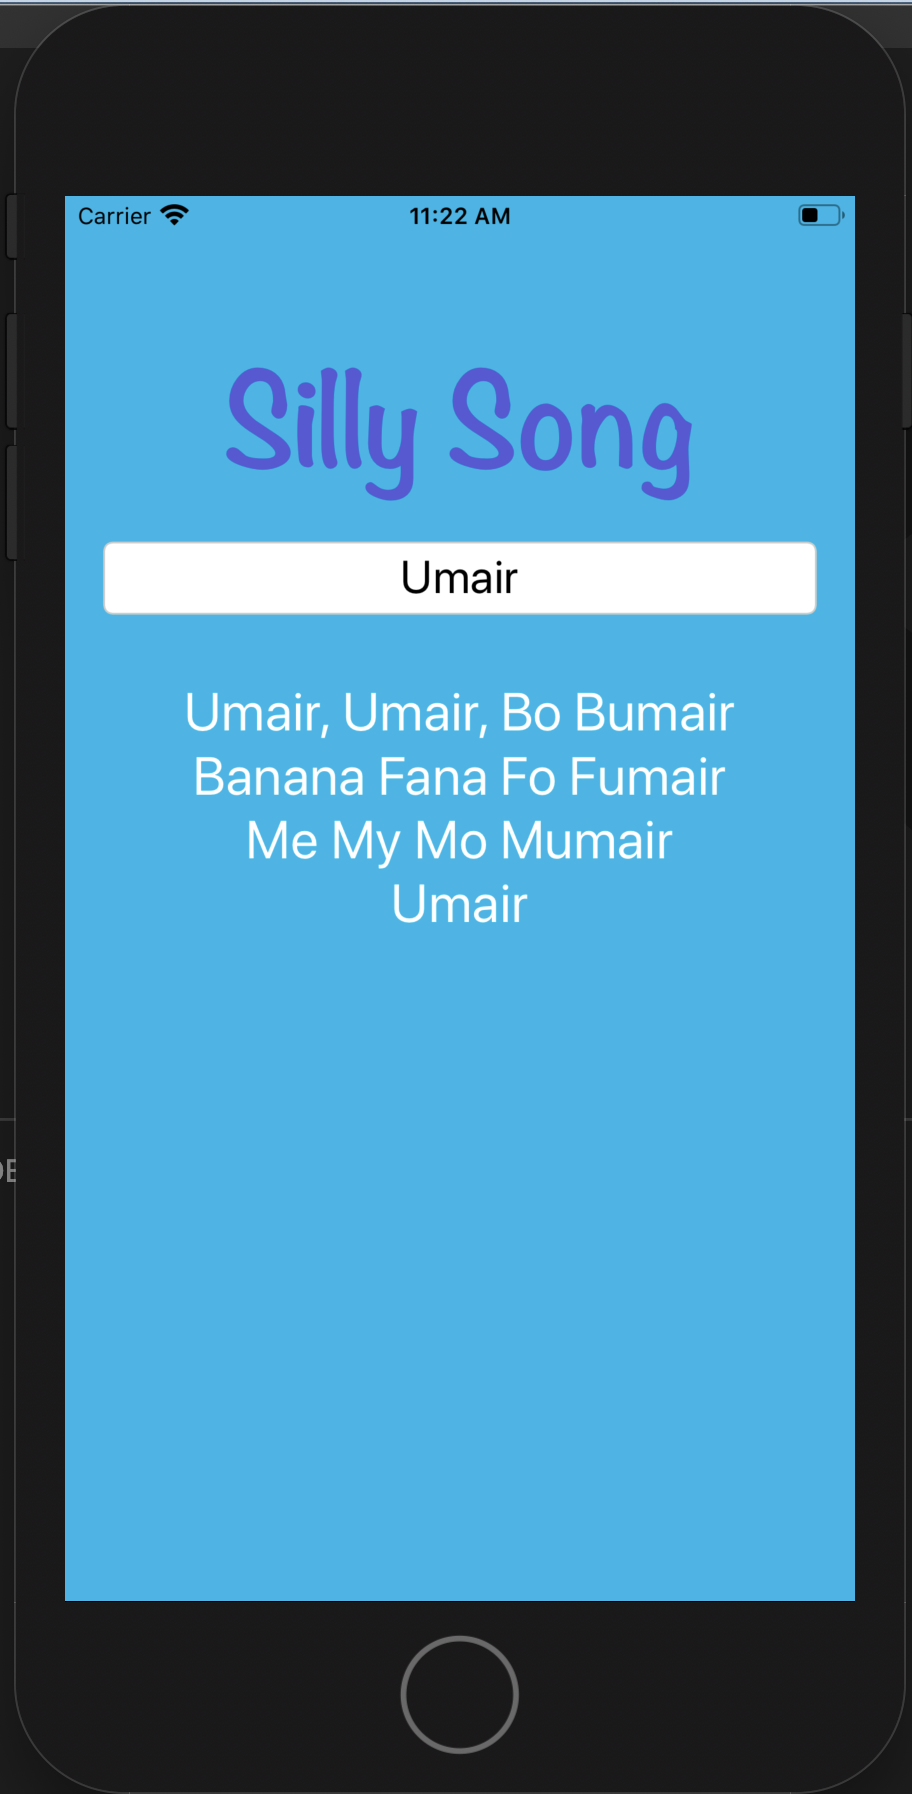 Carrier 11:22 AM
Silly Song
Umair
Umair, Umair, Bo Bumair
Banana Fana Fo Fumair
Me My Mo Mumair
Umair